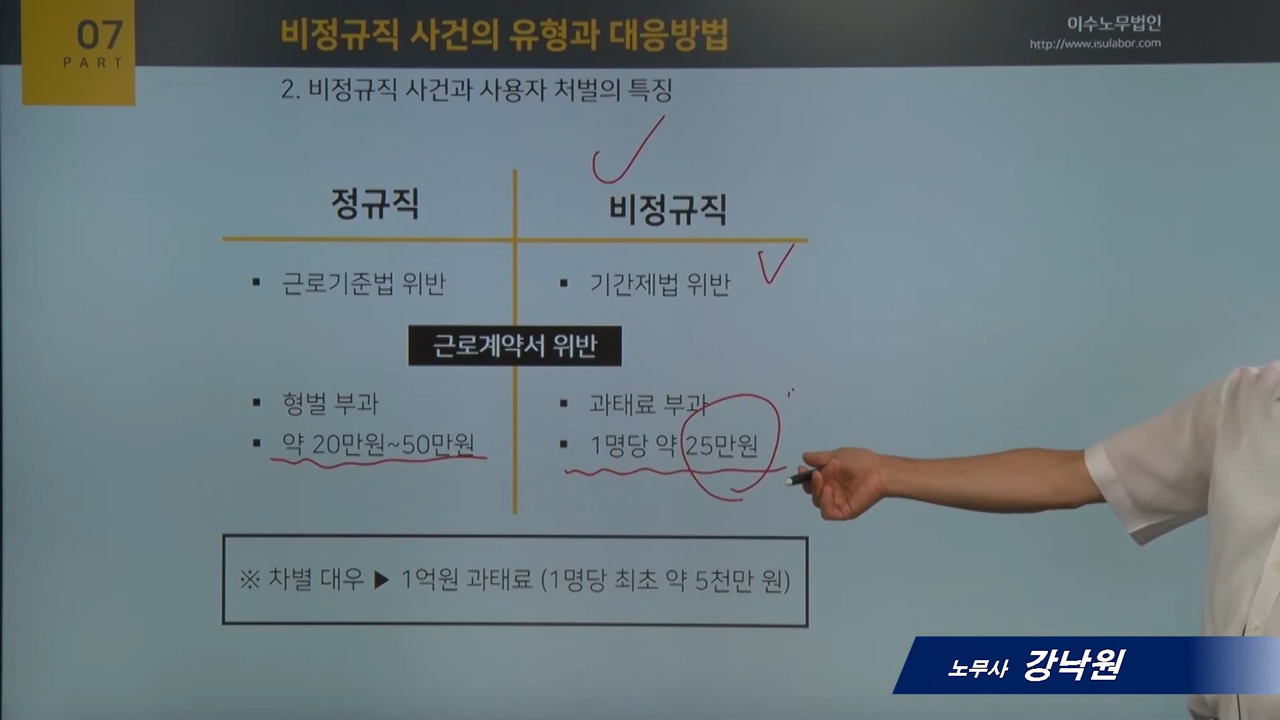 07
PART
비정규직 사건의 유형과 대응방법
이수노무법인
http://www.isulabor.com
2. 비정규직 사건과 사용자 처벌의 특징
정규직
비정규직
▪ 근로기준법 위반
▪ 기간제법 위반
근로계약서 위반
▪ 형벌 부과
▪ 과태료 부과
▪ 약 20만원~50만원
▪ 1명당 약 25만원
※ 차별 대우 ▶ 1억원 과태료 (1명당 최초 약 5천만 원)
노무사 강낙원